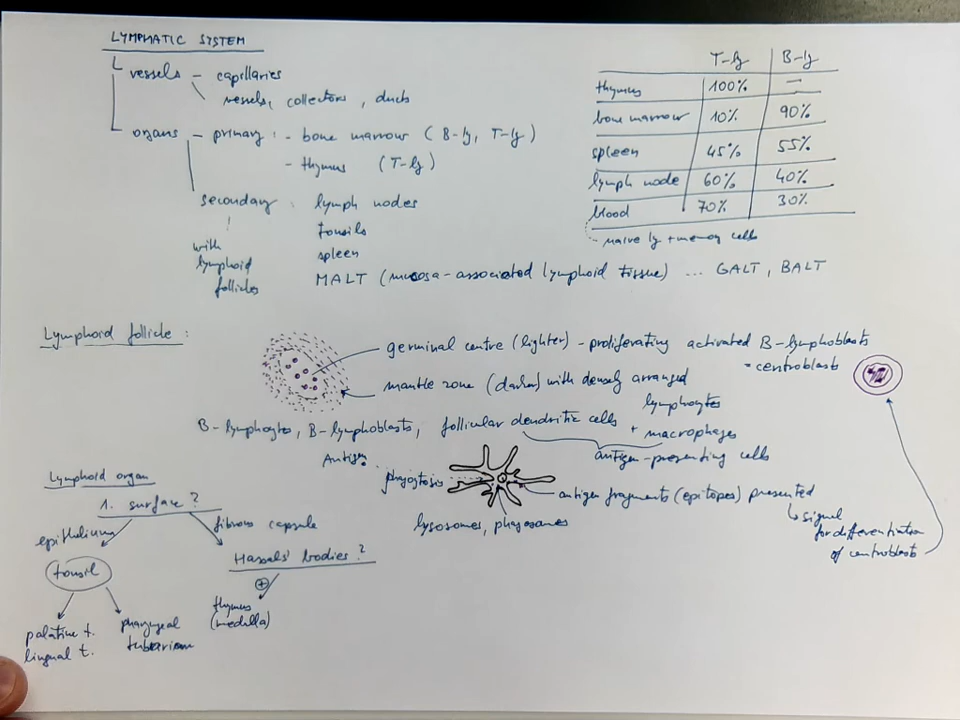 LYMPHATIC SYSTEM
vessels - capillaries
vessels, collectors, ducts
organs - primary : - bone marrow ( B-ly, T-ly )
- thymus ( T-ly )
secondary : lymph nodes
tonsils
spleen
MALT (mucosa-associated lymphoid tissue) ... GALT, BALT
with
lymphoid
follicles
T-ly B-ly
thymus 100% —
bone marrow 10% 90%
spleen 45% 55%
lymph node 60% 40%
blood 70% 30%
naive ly + memory cells
Lymphoid follicle :
germinal centre (lighter) - proliferating activated B-lymphoblasts
= centroblasts
mantle zone (darker) with densely arranged
lymphocytes
B-lymphocytes, B-lymphoblasts, follicular dendritic cells + macrophages
antigen-presenting cells
Antigen
phagocytosis
antigen fragments (epitopes) presented
lysosomes, phagosomes
signal
for differentiation
of centroblasts
Lymphoid organ
1. surface ?
epithelium fibrous capsule
tonsil
Hassals' bodies ?
+
thymus
(medulla)
palatine t.
lingual t.
pharyngeal